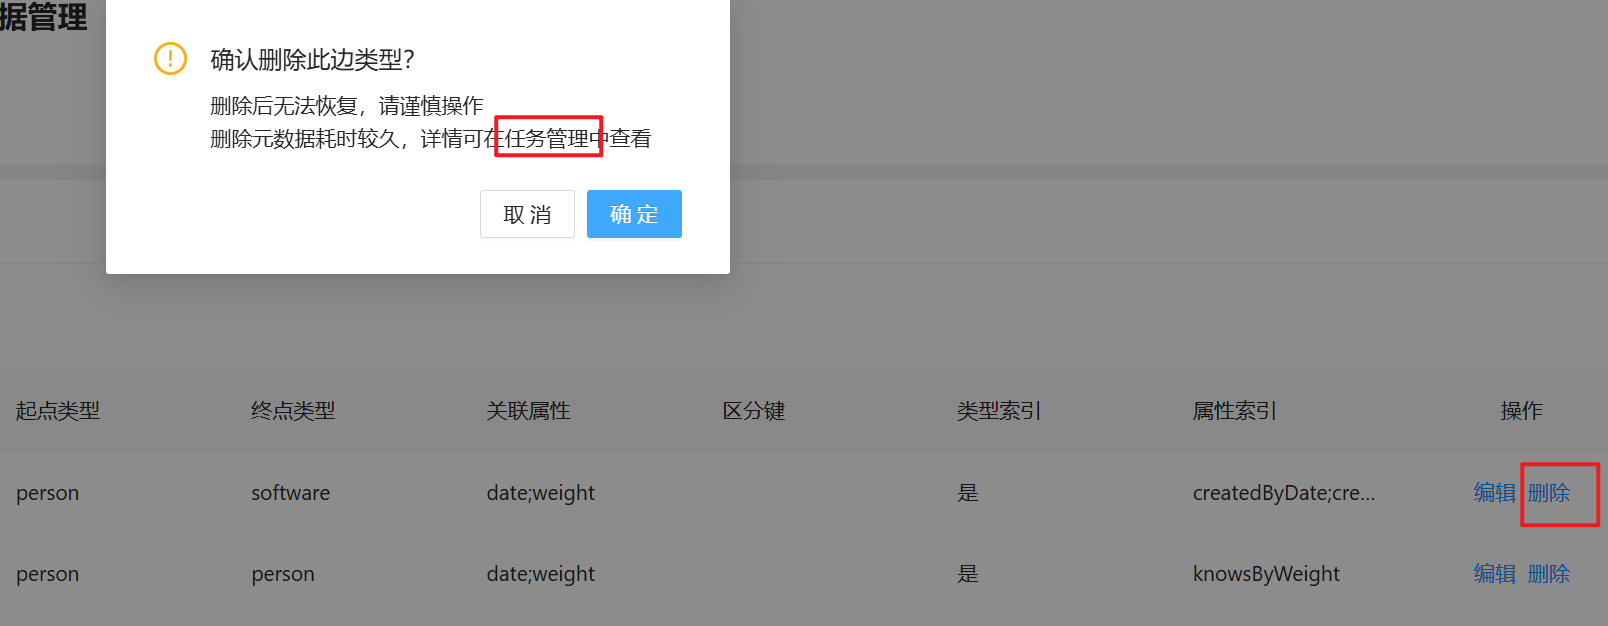 据管理
确认删除此边类型?
删除后无法恢复，请谨慎操作
删除元数据耗时较久，详情可在任务管理中查看
取 消
确 定
起点类型 终点类型 关联属性 区分键 类型索引 属性索引 操作
person software date;weight 是 createdByDate;cre... 编辑 删除
person person date;weight 是 knowsByWeight 编辑 删除